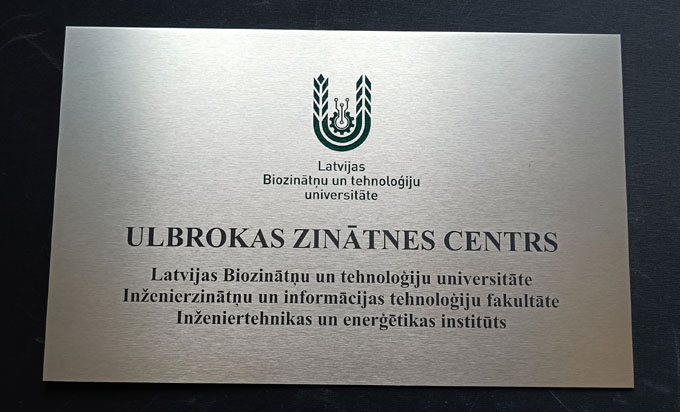 Latvijas
Biozinātņu un tehnoloģiju
universitāte
ULBROKAS ZINĀTNES CENTRS
Latvijas Biozinātņu un tehnoloģiju universitāte
Inženierzinātņu un informācijas tehnoloģiju fakultāte
Inženiertehnikas un enerģētikas institūts